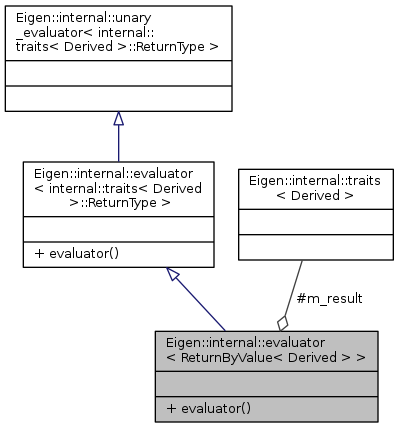 Eigen::internal::unary
_evaluator< internal::
traits< Derived >::ReturnType >
Eigen::internal::evaluator
< internal::traits< Derived
>::ReturnType >
+ evaluator()
Eigen::internal::traits
< Derived >
#m_result
Eigen::internal::evaluator
< ReturnByValue< Derived > >
+ evaluator()